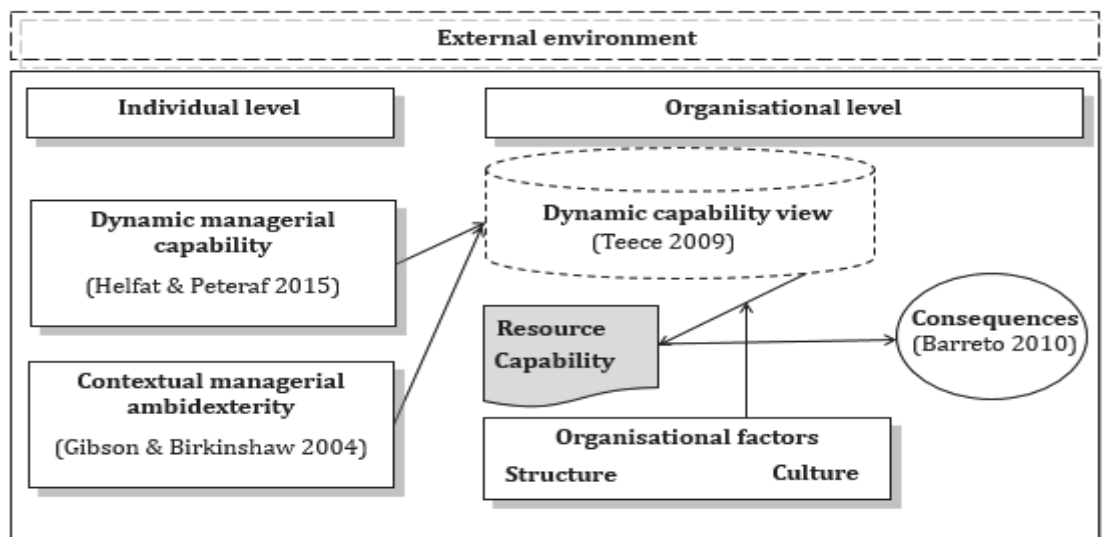 External environment
Individual level
Organisational level
Dynamic managerial
capability
(Helfat & Peteraf 2015)
Contextual managerial
ambidexterity
(Gibson & Birkinshaw 2004)
Dynamic capability view
(Teece 2009)
Resource
Capability
Consequences
(Barreto 2010)
Organisational factors
Structure Culture